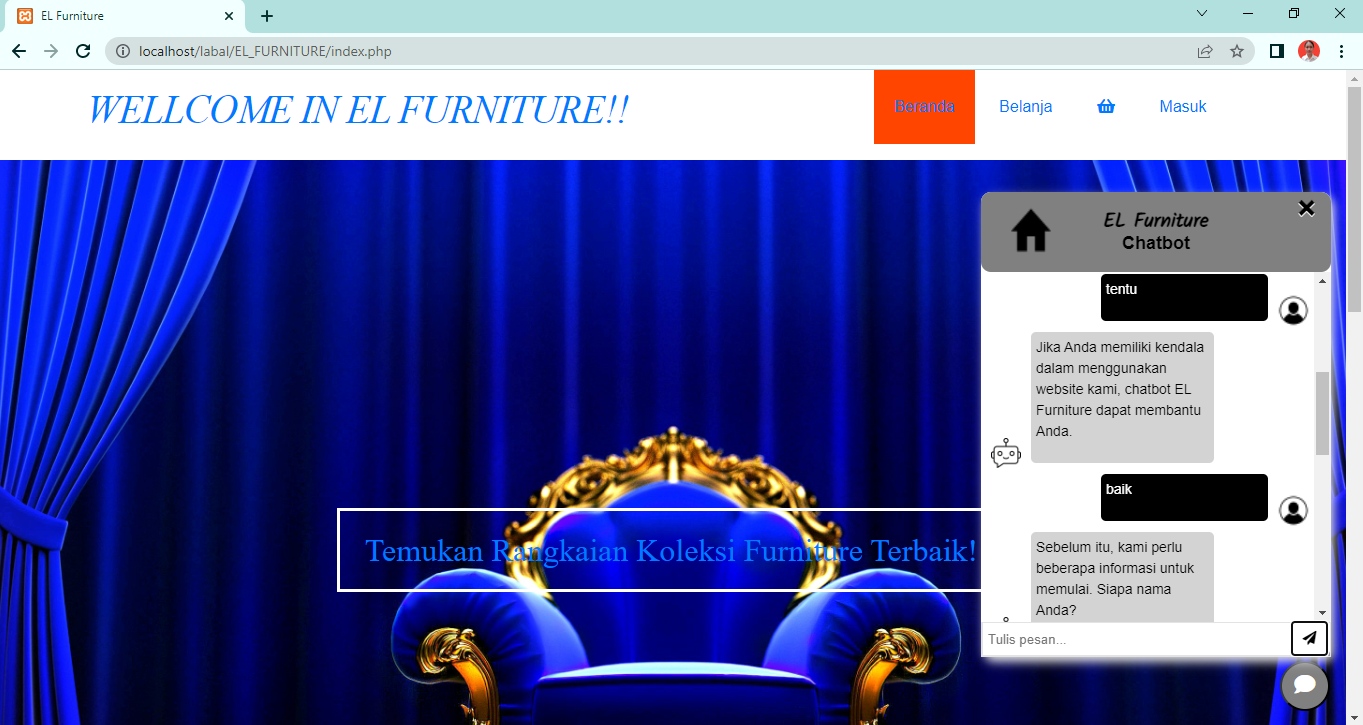 EL Furniture
localhost/labal/EL_FURNITURE/index.php
WELLCOME IN EL FURNITURE!!
Beranda
Belanja
Masuk
EL Furniture
Chatbot
tentu
Jika Anda memiliki kendala
dalam menggunakan
website kami, chatbot EL
Furniture dapat membantu
Anda.
baik
Sebelum itu, kami perlu
beberapa informasi untuk
memulai. Siapa nama
Anda?
Temukan Rangkaian Koleksi Furniture Terbaik!
Tulis pesan...